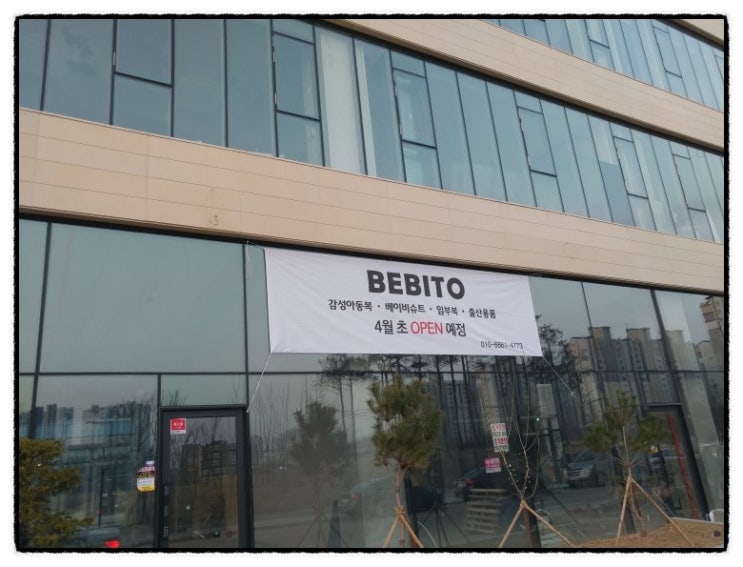 BEBITO
감성아동복 · 베이비슈트 · 임부복 · 출산용품
4월 초 OPEN 예정